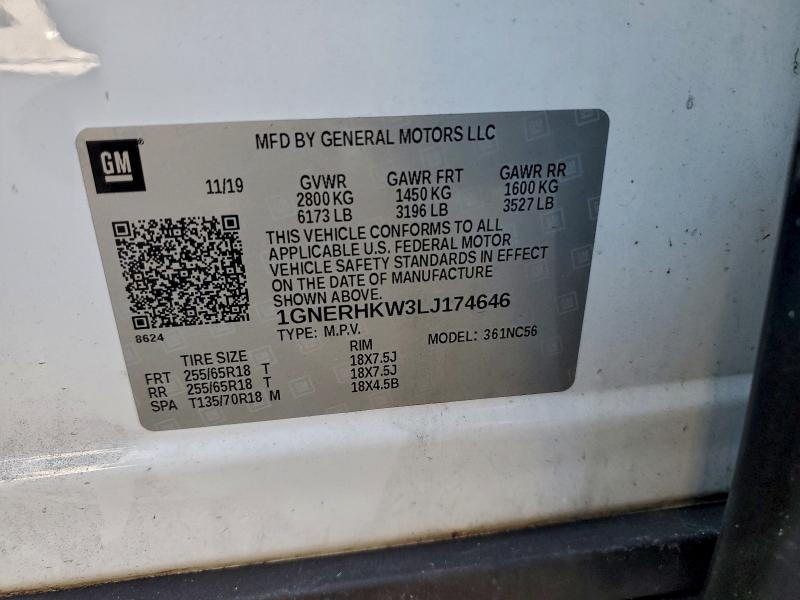 GM
MFD BY GENERAL MOTORS LLC
11/19
GVWR
2800 KG
6173 LB
GAWR FRT
1450 KG
3196 LB
GAWR RR
1600 KG
3527 LB
THIS VEHICLE CONFORMS TO ALL
APPLICABLE U.S. FEDERAL MOTOR
VEHICLE SAFETY STANDARDS IN EFFECT
ON THE DATE OF MANUFACTURE
SHOWN ABOVE.
1GNERHKW3LJ174646
8624
TYPE: M.P.V.
MODEL: 361NC56
TIRE SIZE RIM
FRT 255/65R18 T 18X7.5J
RR 255/65R18 T 18X7.5J
SPA T135/70R18 M 18X4.5B